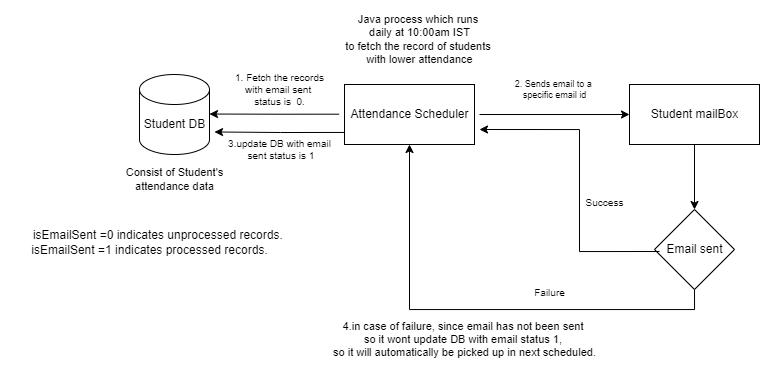 Java process which runs
daily at 10:00am IST
to fetch the record of students
with lower attendance
1. Fetch the records
with email sent
status is 0.
2. Sends email to a
specific email id
Student DB
Attendance Scheduler
Student mailBox
3.update DB with email
sent status is 1
Consist of Student's
attendance data
Success
isEmailSent =0 indicates unprocessed records.
isEmailSent =1 indicates processed records.
Email sent
Failure
4.in case of failure, since email has not been sent
so it wont update DB with email status 1,
so it will automatically be picked up in next scheduled.